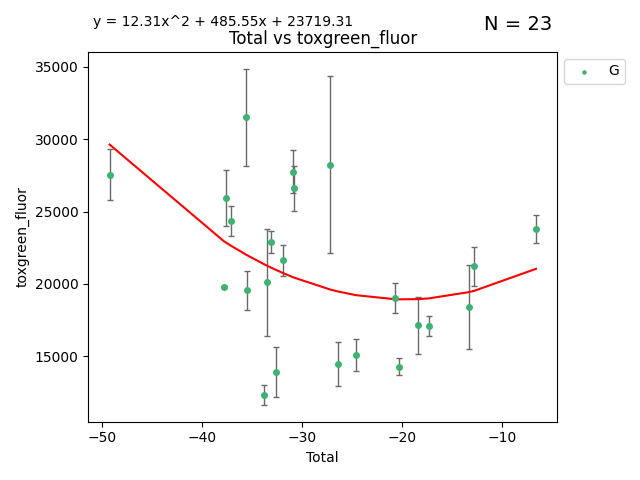 y = 12.31x^2 + 485.55x + 23719.31
N = 23
Total vs toxgreen_fluor
35000
30000
25000
20000
15000
toxgreen_fluor
−50
−40
−30
−20
−10
Total
G